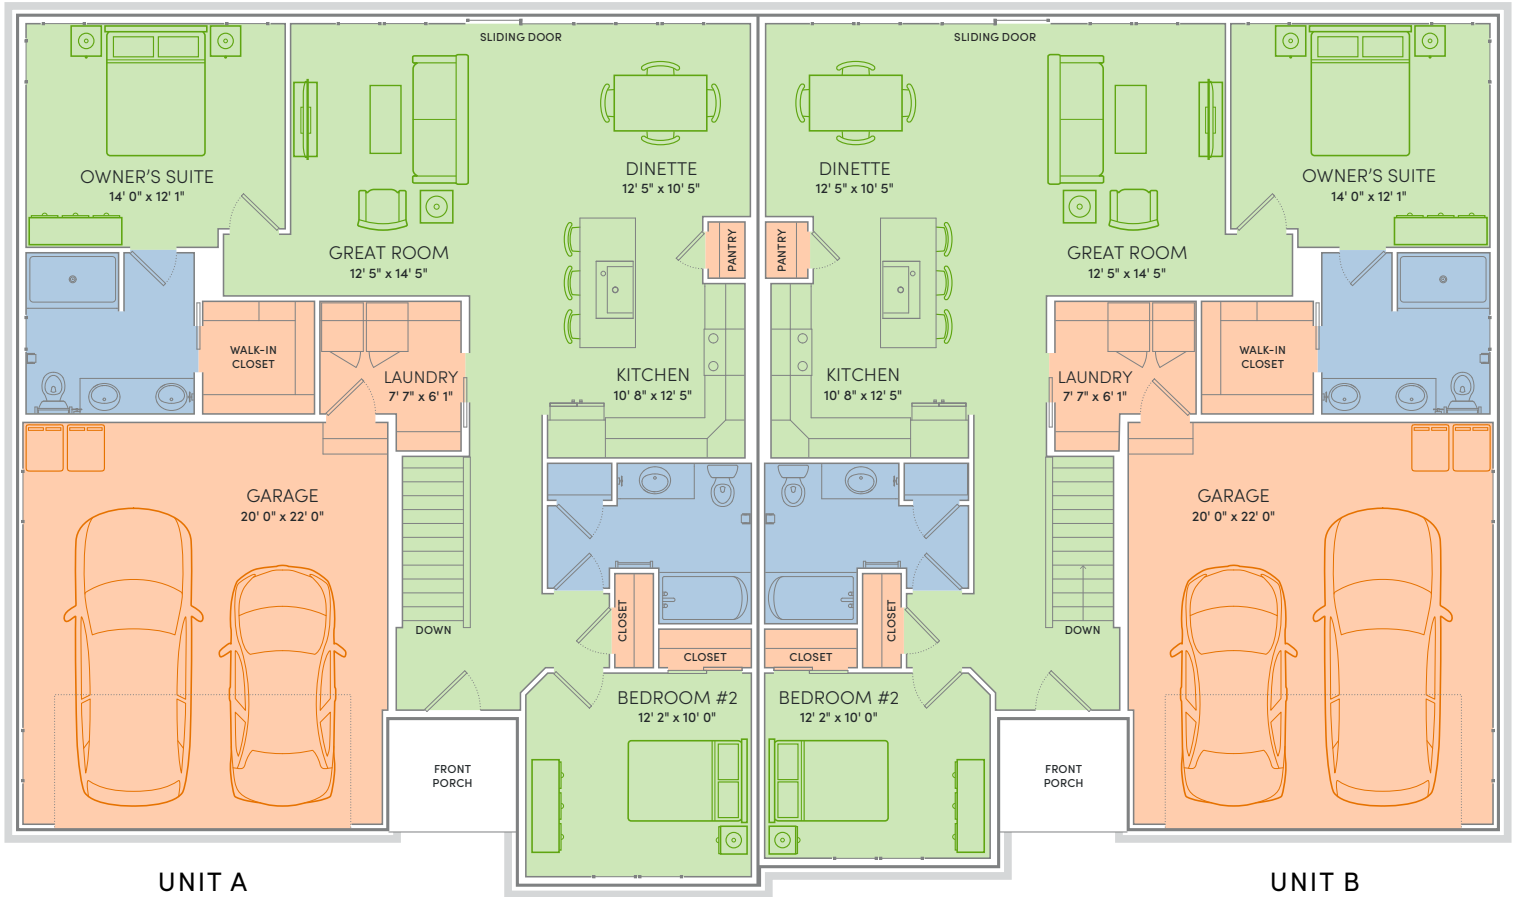 SLIDING DOOR
SLIDING DOOR
OWNER'S SUITE
14' 0" x 12' 1"
DINETTE
12' 5" x 10' 5"
DINETTE
12' 5" x 10' 5"
OWNER'S SUITE
14' 0" x 12' 1"
GREAT ROOM
12' 5" x 14' 5"
PANTRY
PANTRY
GREAT ROOM
12' 5" x 14' 5"
WALK-IN
CLOSET
LAUNDRY
7' 7" x 6' 1"
KITCHEN
10' 8" x 12' 5"
KITCHEN
10' 8" x 12' 5"
LAUNDRY
7' 7" x 6' 1"
WALK-IN
CLOSET
GARAGE
20' 0" x 22' 0"
GARAGE
20' 0" x 22' 0"
DOWN
CLOSET
CLOSET
CLOSET
CLOSET
DOWN
BEDROOM #2
12' 2" x 10' 0"
BEDROOM #2
12' 2" x 10' 0"
FRONT
PORCH
FRONT
PORCH
UNIT A
UNIT B